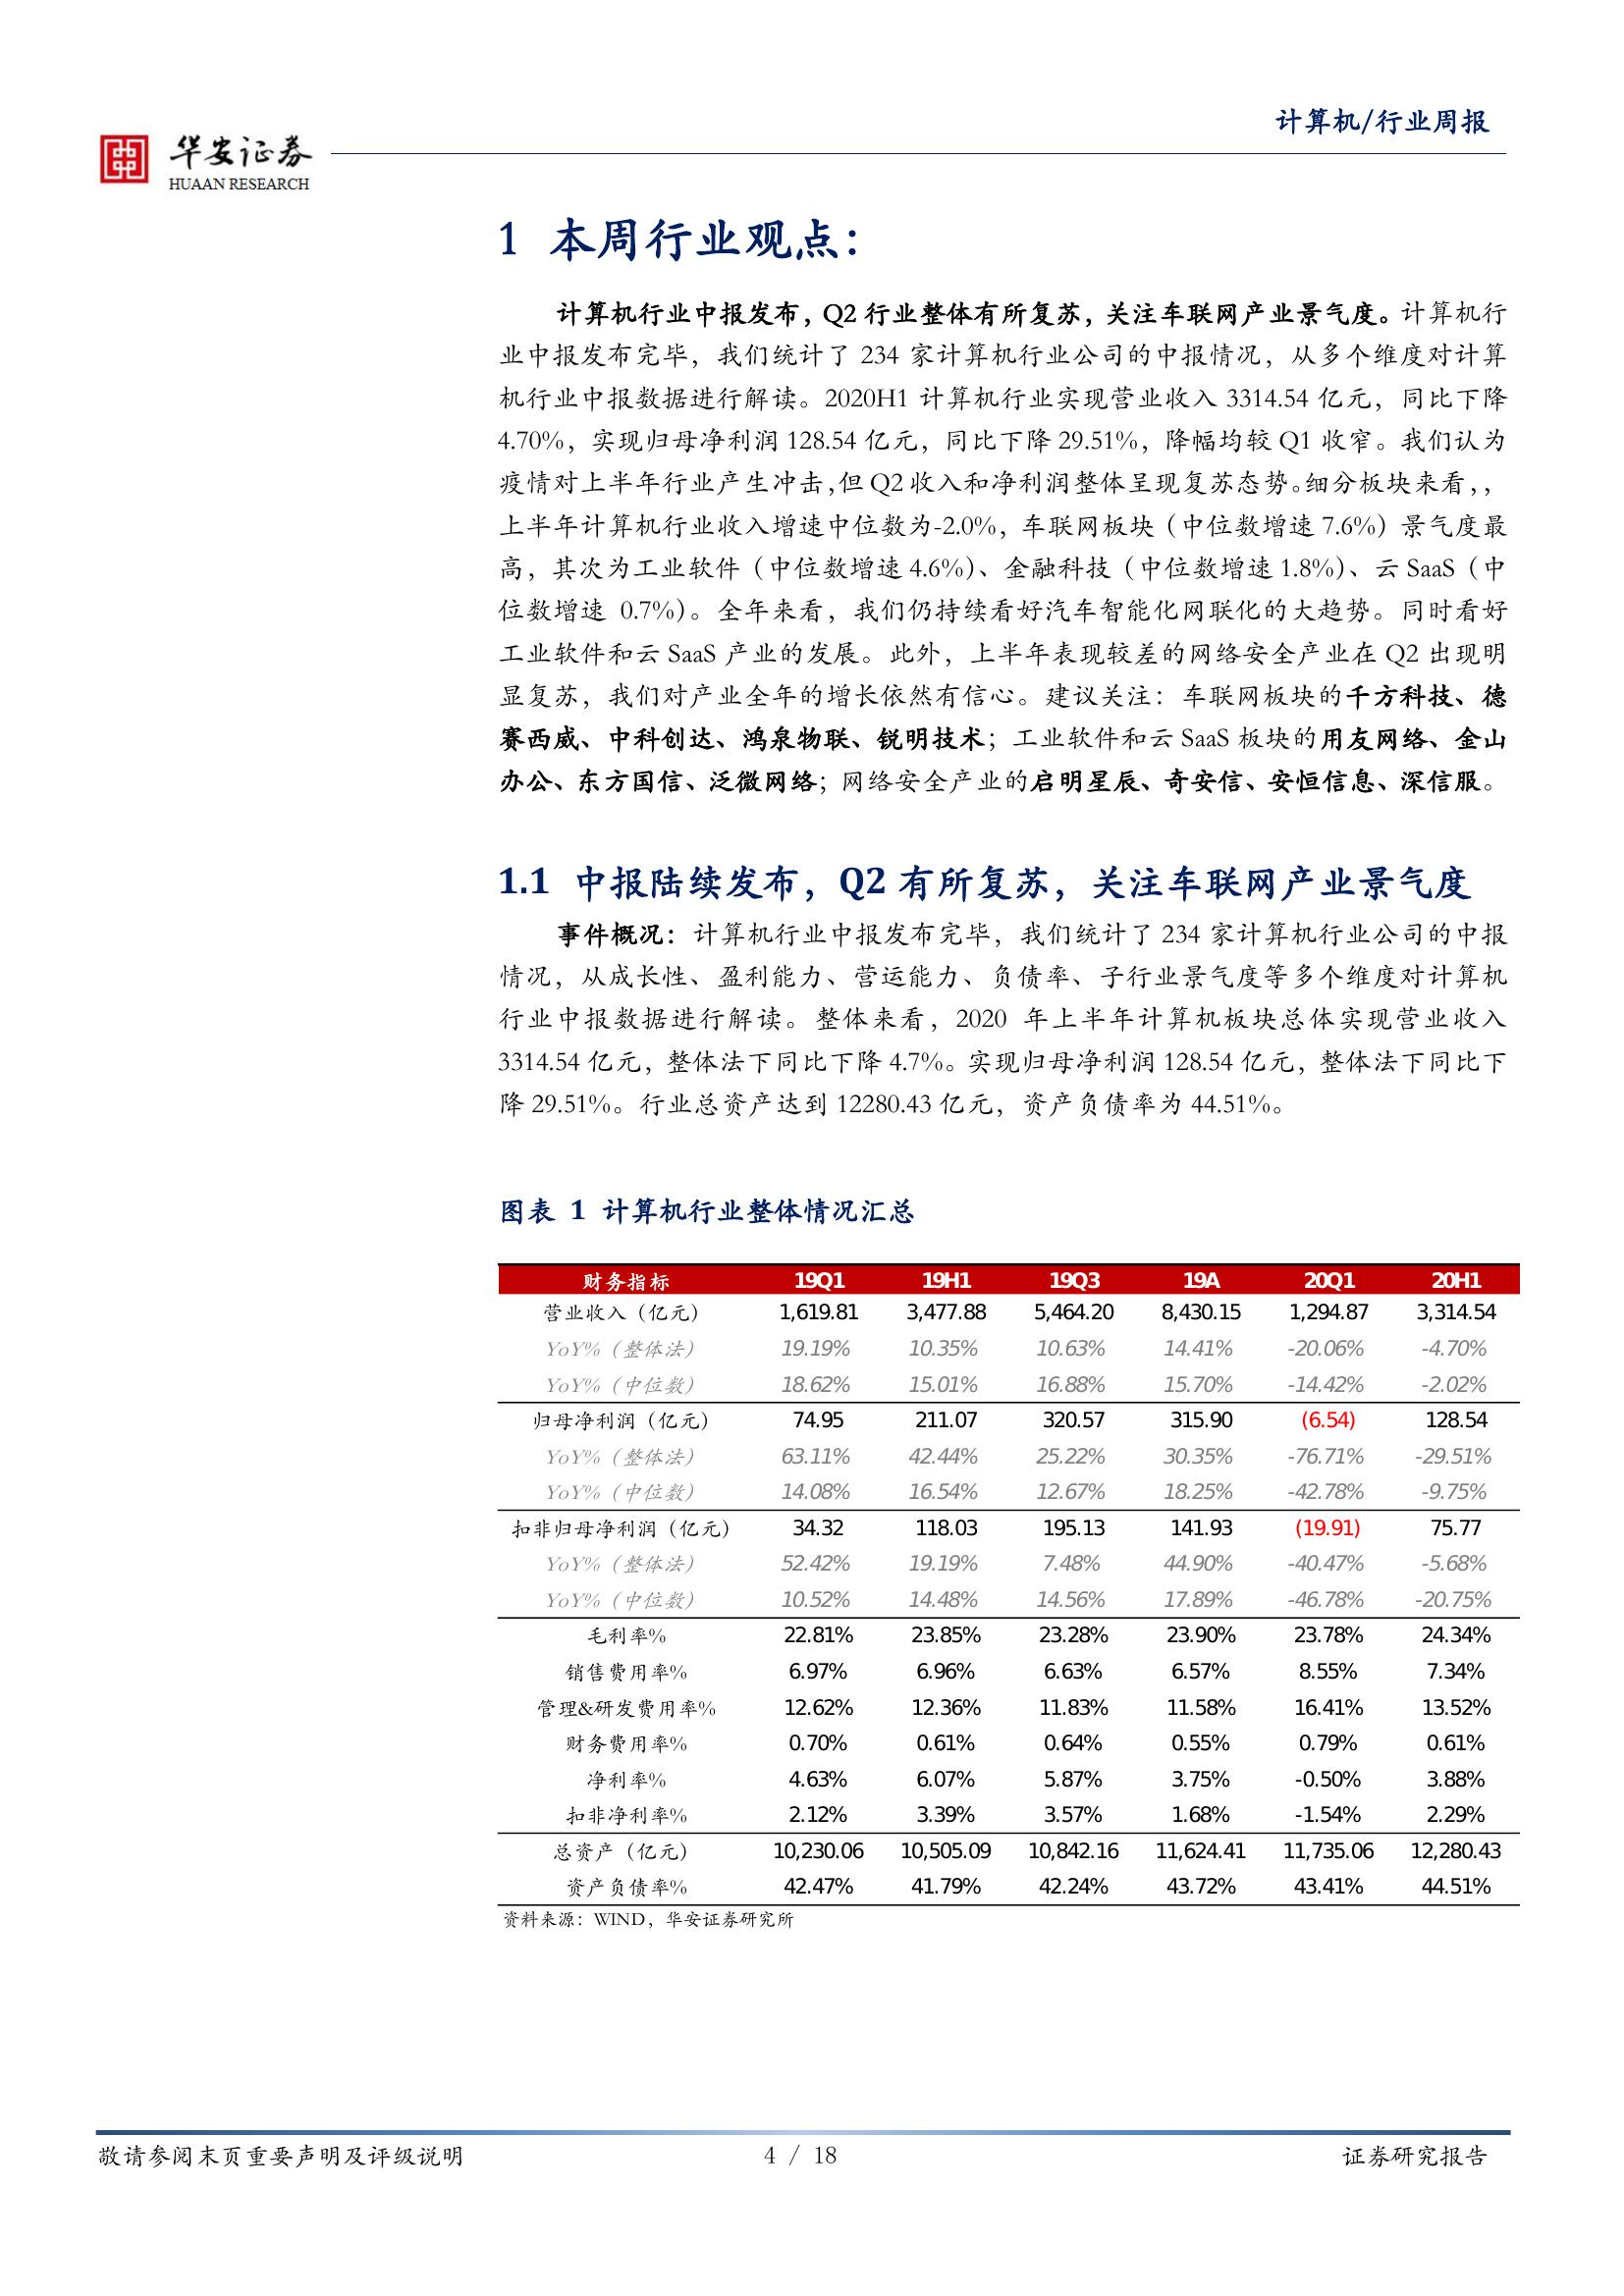 计算机/行业周报
华安证券
HUAAN RESEARCH
1 本周行业观点：
计算机行业中报发布，Q2 行业整体有所复苏，关注车联网产业景气度。计算机行
业中报发布完毕，我们统计了 234 家计算机行业公司的中报情况，从多个维度对计算
机行业中报数据进行解读。2020H1 计算机行业实现营业收入 3314.54 亿元，同比下降
4.70%，实现归母净利润 128.54 亿元，同比下降 29.51%，降幅均较 Q1 收窄。我们认为
疫情对上半年行业产生冲击,但 Q2 收入和净利润整体呈现复苏态势。细分板块来看,，
上半年计算机行业收入增速中位数为-2.0%，车联网板块（中位数增速 7.6%）景气度最
高，其次为工业软件（中位数增速 4.6%）、金融科技（中位数增速 1.8%）、云 SaaS（中
位数增速 0.7%）。全年来看，我们仍持续看好汽车智能化网联化的大趋势。同时看好
工业软件和云 SaaS 产业的发展。此外，上半年表现较差的网络安全产业在 Q2 出现明
显复苏，我们对产业全年的增长依然有信心。建议关注：车联网板块的千方科技、德
赛西威、中科创达、鸿泉物联、锐明技术；工业软件和云 SaaS 板块的用友网络、金山
办公、东方国信、泛微网络；网络安全产业的启明星辰、奇安信、安恒信息、深信服。
1.1 中报陆续发布，Q2 有所复苏，关注车联网产业景气度
事件概况：计算机行业中报发布完毕，我们统计了 234 家计算机行业公司的中报
情况，从成长性、盈利能力、营运能力、负债率、子行业景气度等多个维度对计算机
行业中报数据进行解读。整体来看，2020 年上半年计算机板块总体实现营业收入
3314.54 亿元，整体法下同比下降 4.7%。实现归母净利润 128.54 亿元，整体法下同比下
降 29.51%。行业总资产达到 12280.43 亿元，资产负债率为 44.51%。
图表 1 计算机行业整体情况汇总
财务指标 19Q1 19H1 19Q3 19A 20Q1 20H1
营业收入（亿元） 1,619.81 3,477.88 5,464.20 8,430.15 1,294.87 3,314.54
YoY%（整体法） 19.19% 10.35% 10.63% 14.41% -20.06% -4.70%
YoY%（中位数） 18.62% 15.01% 16.88% 15.70% -14.42% -2.02%
归母净利润（亿元） 74.95 211.07 320.57 315.90 (6.54) 128.54
YoY%（整体法） 63.11% 42.44% 25.22% 30.35% -76.71% -29.51%
YoY%（中位数） 14.08% 16.54% 12.67% 18.25% -42.78% -9.75%
扣非归母净利润（亿元） 34.32 118.03 195.13 141.93 (19.91) 75.77
YoY%（整体法） 52.42% 19.19% 7.48% 44.90% -40.47% -5.68%
YoY%（中位数） 10.52% 14.48% 14.56% 17.89% -46.78% -20.75%
毛利率% 22.81% 23.85% 23.28% 23.90% 23.78% 24.34%
销售费用率% 6.97% 6.96% 6.63% 6.57% 8.55% 7.34%
管理&研发费用率% 12.62% 12.36% 11.83% 11.58% 16.41% 13.52%
财务费用率% 0.70% 0.61% 0.64% 0.55% 0.79% 0.61%
净利率% 4.63% 6.07% 5.87% 3.75% -0.50% 3.88%
扣非净利率% 2.12% 3.39% 3.57% 1.68% -1.54% 2.29%
总资产（亿元） 10,230.06 10,505.09 10,842.16 11,624.41 11,735.06 12,280.43
资产负债率% 42.47% 41.79% 42.24% 43.72% 43.41% 44.51%
资料来源：WIND，华安证券研究所
敬请参阅末页重要声明及评级说明 4 / 18 证券研究报告